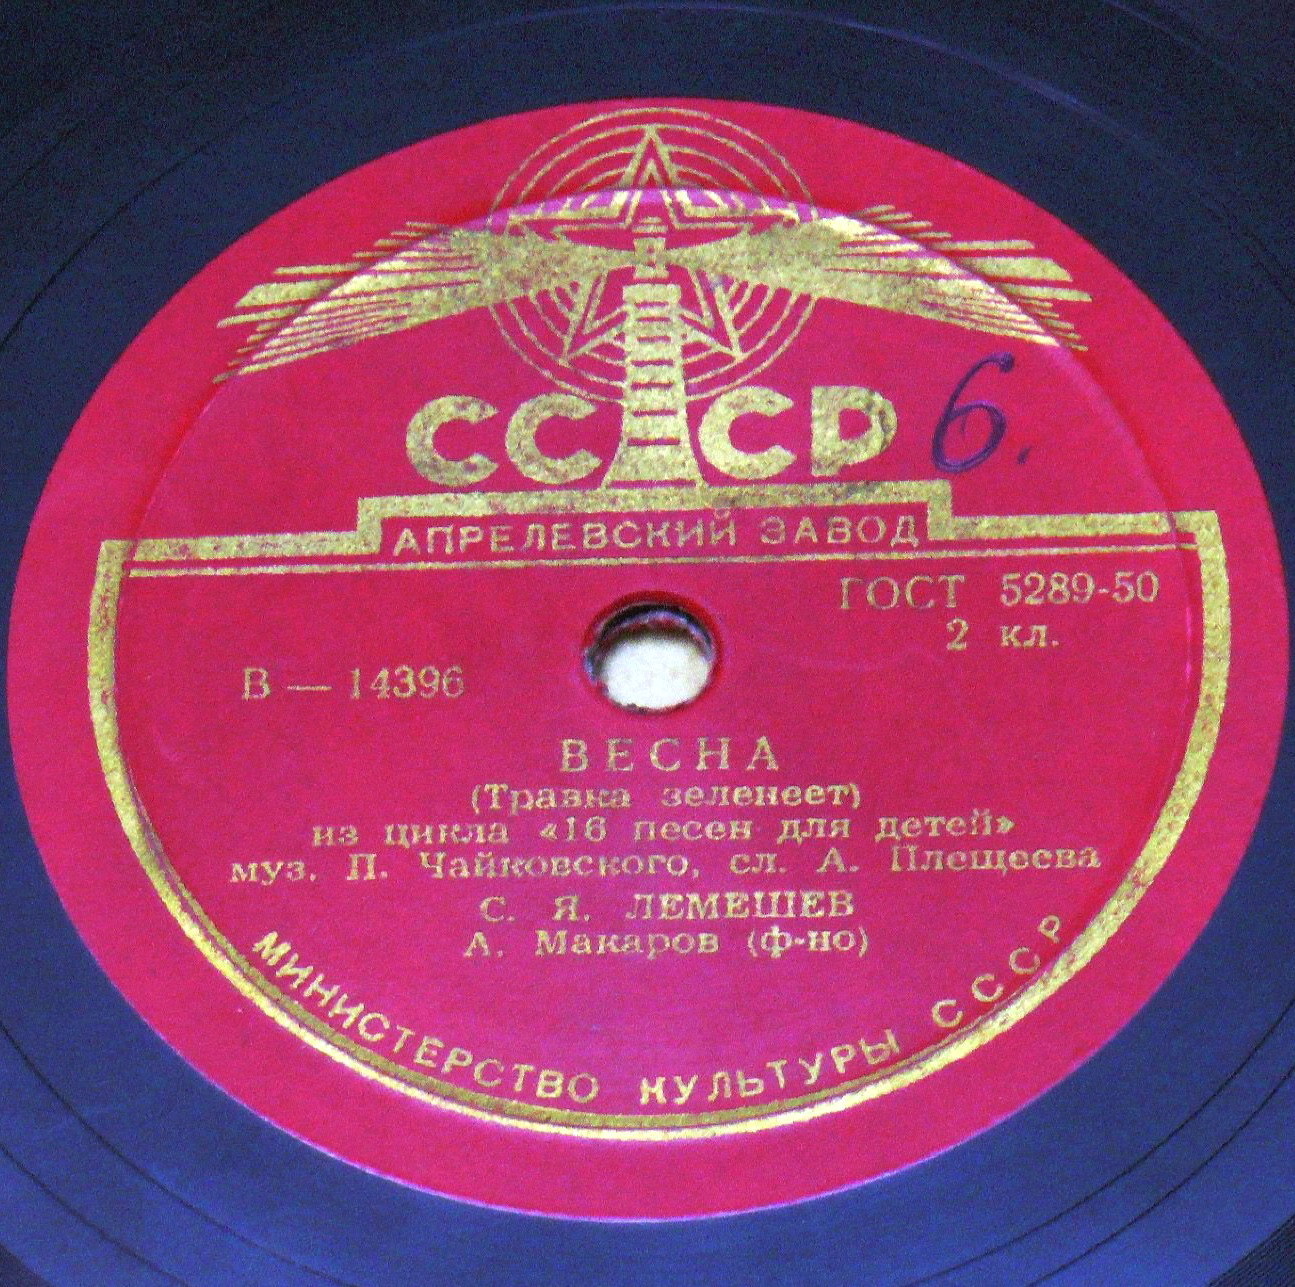 СССР
6.
АПРЕЛЕВСКИЙ ЗАВОД
ГОСТ 5289-50
2 кл.
В — 14396
ВЕСНА
(Травка зеленеет)
из цикла «16 песен для детей»
муз. П. Чайковского, сл. А. Плещеева
С. Я. ЛЕМЕШЕВ
А. Макаров (ф-но)
МИНИСТЕРСТВО КУЛЬТУРЫ СССР